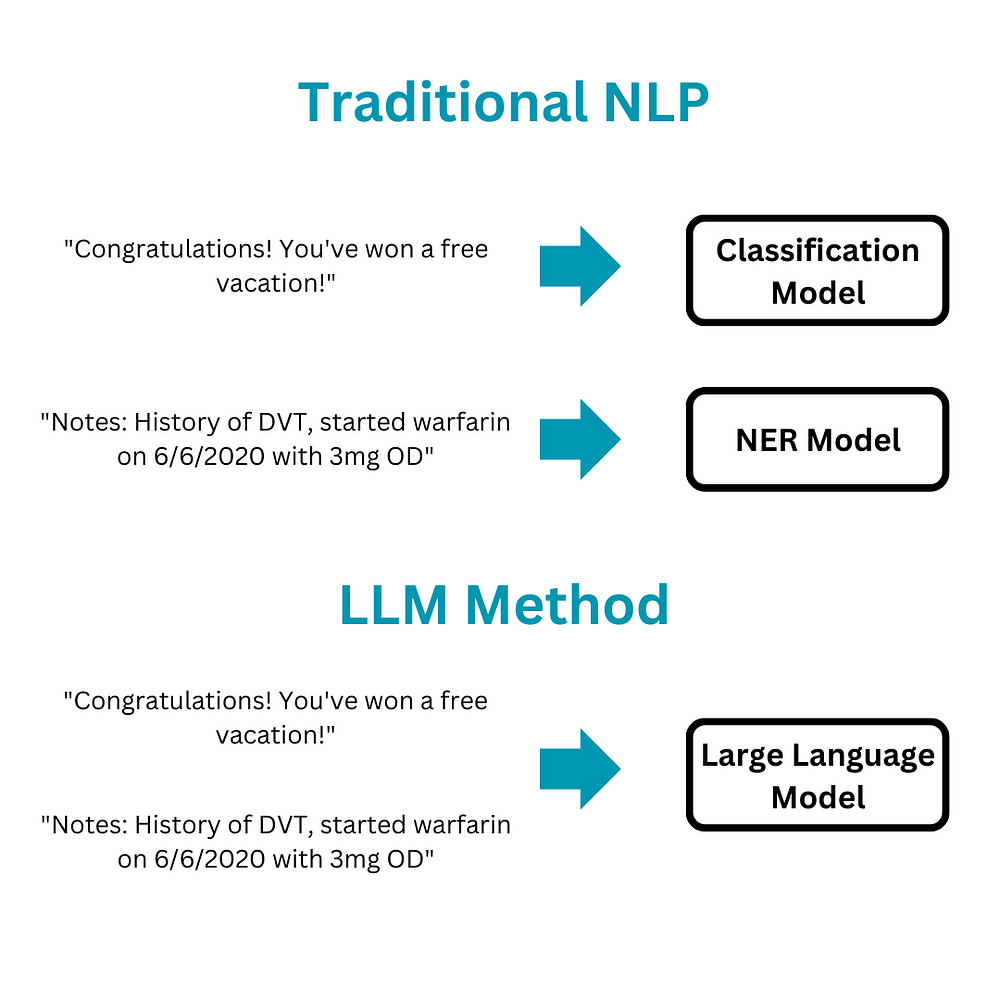 Traditional NLP
"Congratulations! You've won a free
vacation!"
Classification
Model
"Notes: History of DVT, started warfarin
on 6/6/2020 with 3mg OD"
NER Model
LLM Method
"Congratulations! You've won a free
vacation!"
"Notes: History of DVT, started warfarin
on 6/6/2020 with 3mg OD"
Large Language
Model